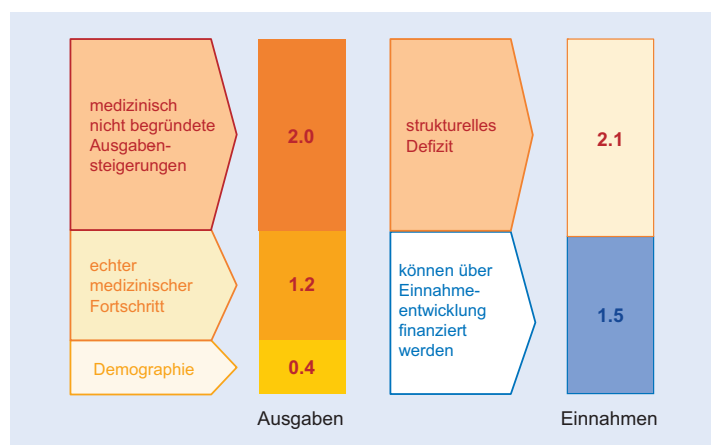 medizinisch
nicht begründete
Ausgaben-
steigerungen
2.0
echter
medizinischer
Fortschritt
1.2
Demographie
0.4
Ausgaben
strukturelles
Defizit
2.1
können über
Einnahme-
entwicklung
finanziert
werden
1.5
Einnahmen